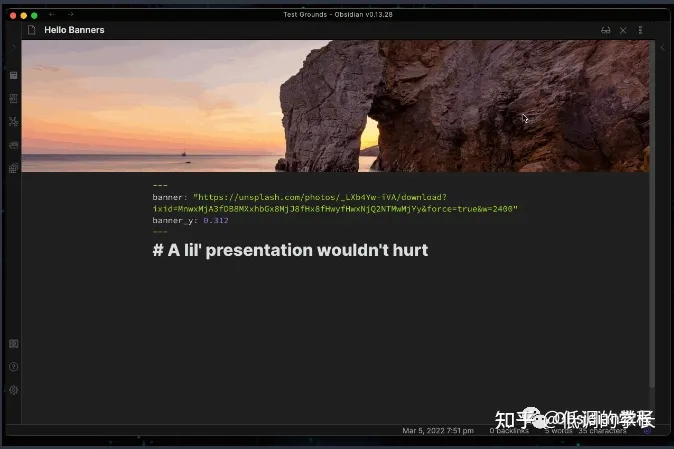 Test Grounds - Obsidian v0.13.28
Hello Banners
---
banner: "https://unsplash.com/photos/_LXb4Yw-iVA/download?
ixid=MnwxMjA3fDB8MXxhbGx8MjJ8fHx8fHwyfHwxNjQ2NTMwMjYy&force=true&w=2400"
banner_y: 0.312
---
# A lil' presentation wouldn't hurt
知乎 @低调的掌柜
Mar 5, 2022 7:51 pm 0 backlinks 5 words 35 characters